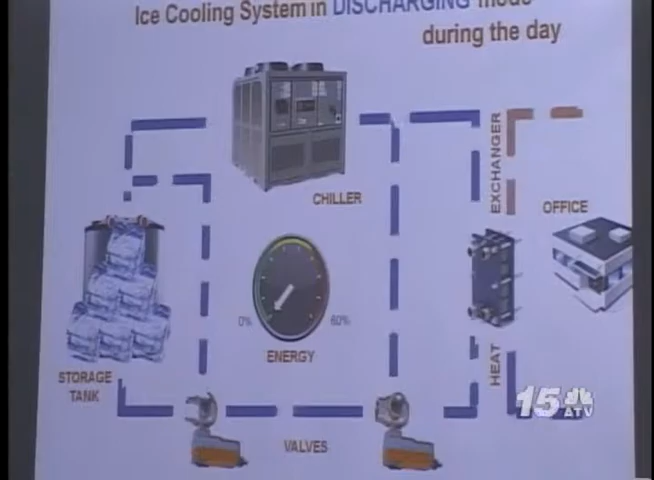 Ice Cooling System in DISCHARGING mode
during the day
CHILLER
EXCHANGER
OFFICE
0%
60%
ENERGY
STORAGE
TANK
HEAT
VALVES
15
ATV